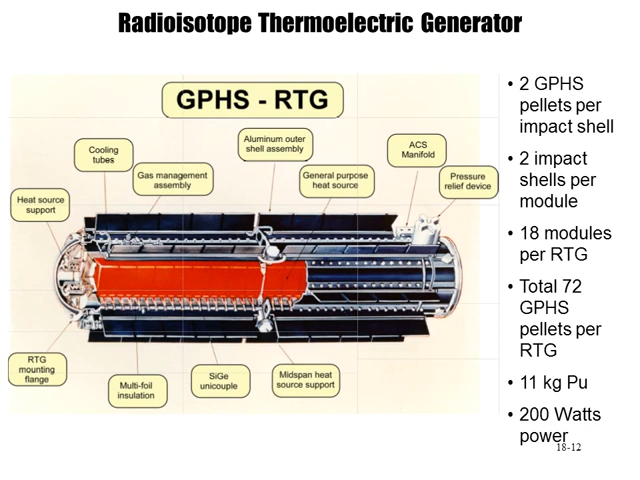 Radioisotope Thermoelectric Generator
GPHS - RTG
Cooling
tubes
Gas management
assembly
Aluminum outer
shell assembly
General purpose
heat source
ACS
Manifold
Pressure
relief device
Heat source
support
RTG
mounting
flange
Multi-foil
insulation
SiGe
unicouple
Midspan heat
source support
• 2 GPHS
pellets per
impact shell
• 2 impact
shells per
module
• 18 modules
per RTG
• Total 72
GPHS
pellets per
RTG
• 11 kg Pu
• 200 Watts
power
18-12